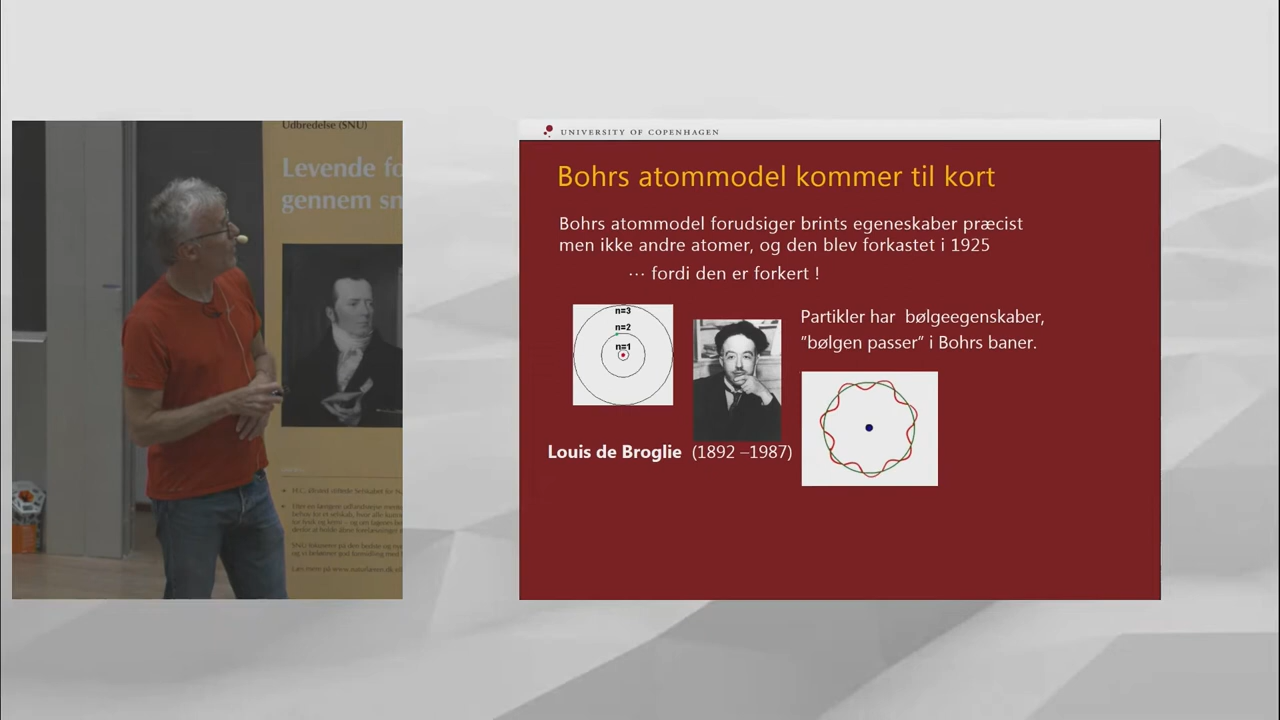 Udbredelse (SNU)
Levende fo
gennem sn
UNIVERSITY OF COPENHAGEN
Bohrs atommodel kommer til kort
Bohrs atommodel forudsiger brints egeneskaber præcist
men ikke andre atomer, og den blev forkastet i 1925
… fordi den er forkert !
n=3
n=2
n=1
Partikler har bølgeegenskaber,
”bølgen passer” i Bohrs baner.
Louis de Broglie (1892 –1987)